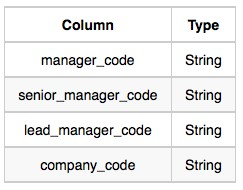 Column Type
manager_code String
senior_manager_code String
lead_manager_code String
company_code String